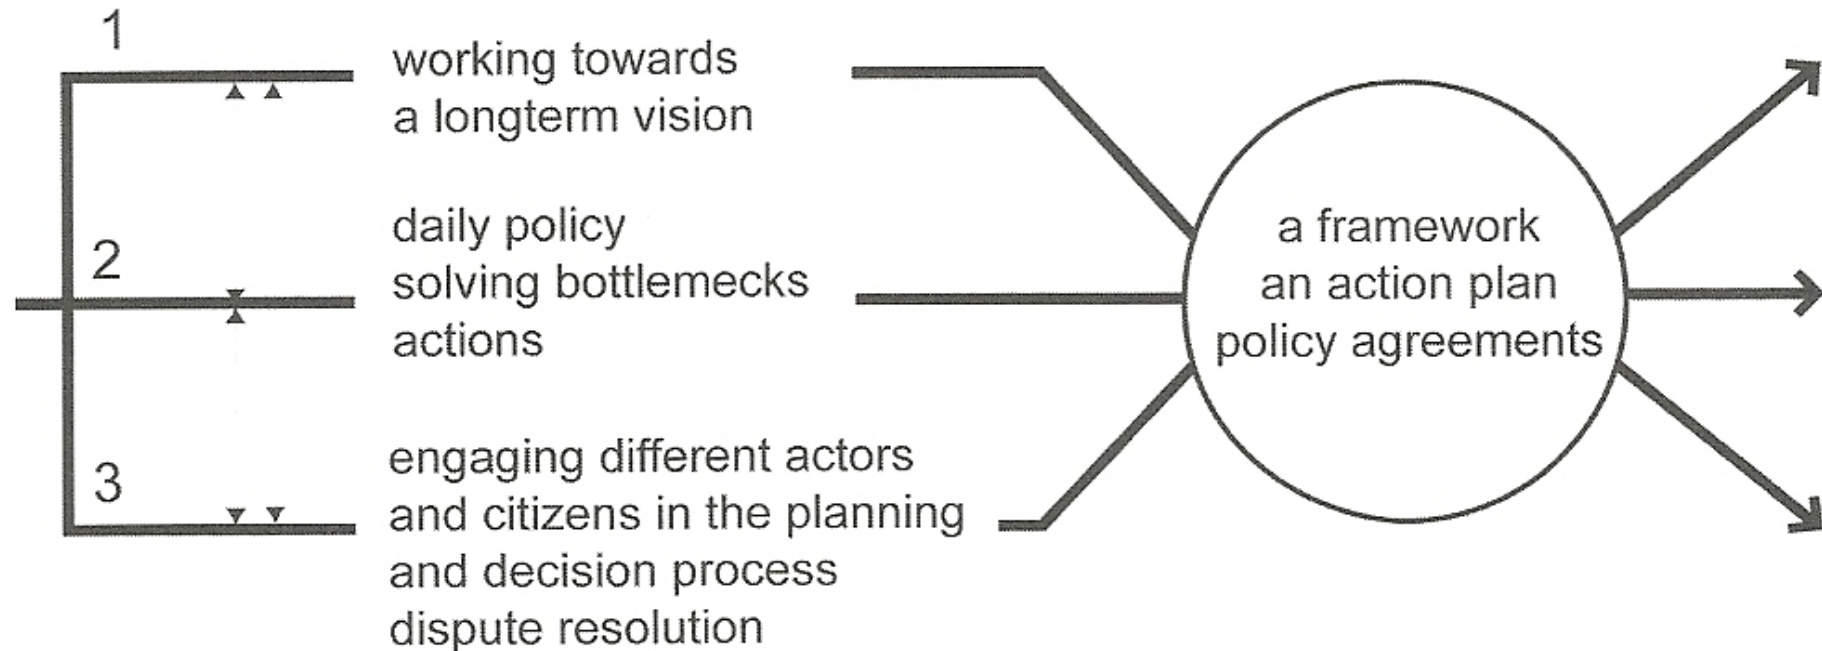 1
working towards
a longterm vision
2
daily policy
solving bottlemecks
actions
3
engaging different actors
and citizens in the planning
and decision process
dispute resolution
a framework
an action plan
policy agreements